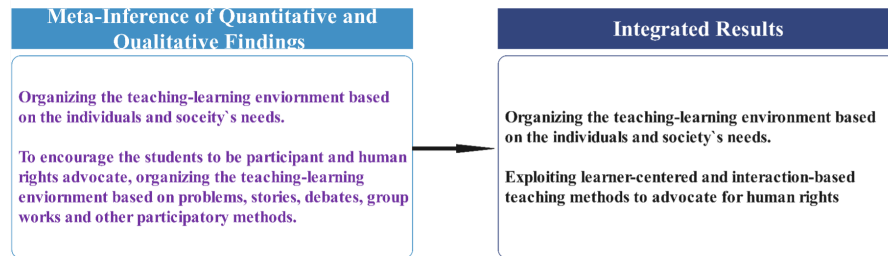 Meta-Inference of Quantitative and
Qualitative Findings
Organizing the teaching-learning enviornment based
on the individuals and soceity`s needs.
To encourage the students to be participant and human
rights advocate, organizing the teaching-learning
enviornment based on problems, stories, debates, group
works and other participatory methods.
Integrated Results
Organizing the teaching-learning environment based
on the individuals and society`s needs.
Exploiting learner-centered and interaction-based
teaching methods to advocate for human rights